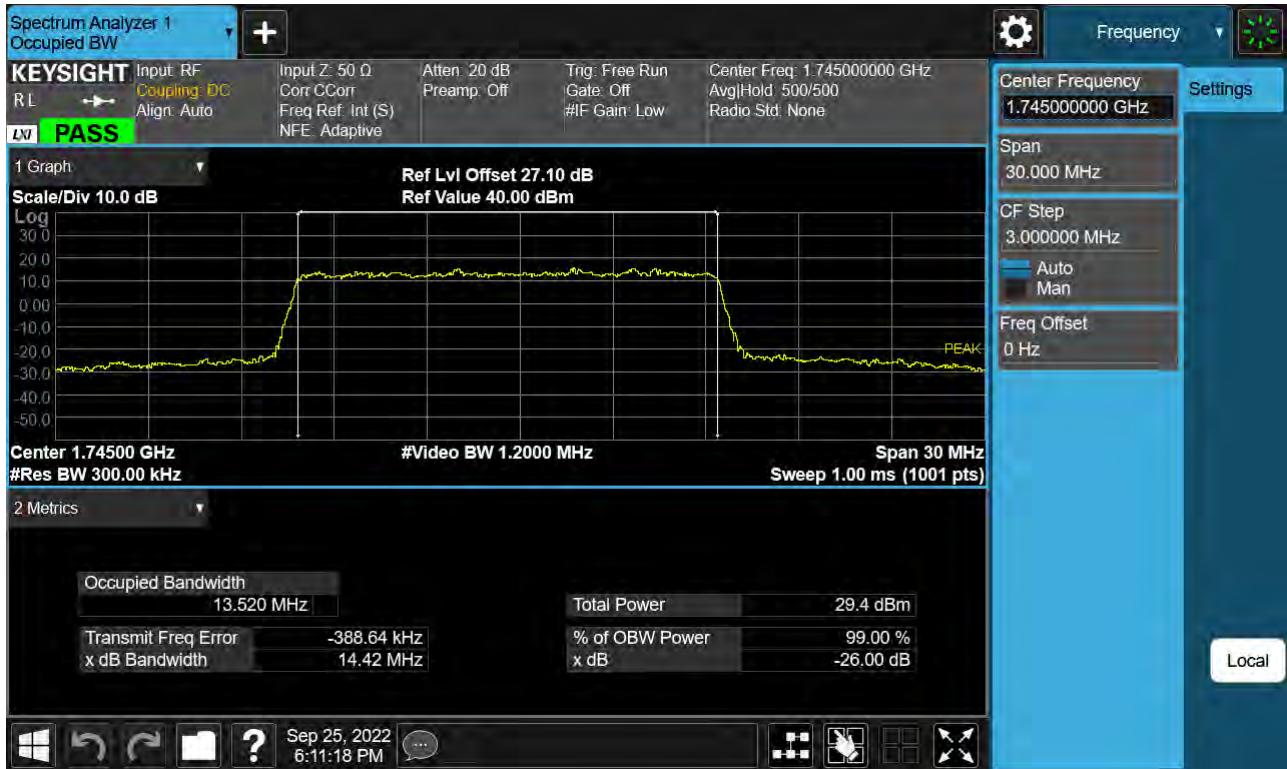 Spectrum Analyzer 1
Occupied BW
Frequency
KEYSIGHT
RL
LXI
PASS
Input: RF
Coupling: DC
Align: Auto
Input Z: 50 Ω
Corr CCorr
Freq Ref: Int (S)
NFE: Adaptive
Atten: 20 dB
Preamp: Off
Trig: Free Run
Gate: Off
#IF Gain: Low
Center Freq: 1.745000000 GHz
Avg|Hold: 500/500
Radio Std: None
Center Frequency
1.745000000 GHz
Settings
Span
30.000 MHz
CF Step
3.000000 MHz
Auto
Man
Freq Offset
0 Hz
Local
1 Graph
Scale/Div 10.0 dB
Ref Lvl Offset 27.10 dB
Ref Value 40.00 dBm
Log
30.0
20.0
10.0
0.00
-10.0
-20.0
-30.0
-40.0
-50.0
PEAK
Center 1.74500 GHz
#Video BW 1.2000 MHz
Span 30 MHz
#Res BW 300.00 kHz
Sweep 1.00 ms (1001 pts)
2 Metrics
Occupied Bandwidth
13.520 MHz
Total Power 29.4 dBm
Transmit Freq Error -388.64 kHz
% of OBW Power 99.00 %
x dB Bandwidth 14.42 MHz
x dB -26.00 dB
?
Sep 25, 2022
6:11:18 PM